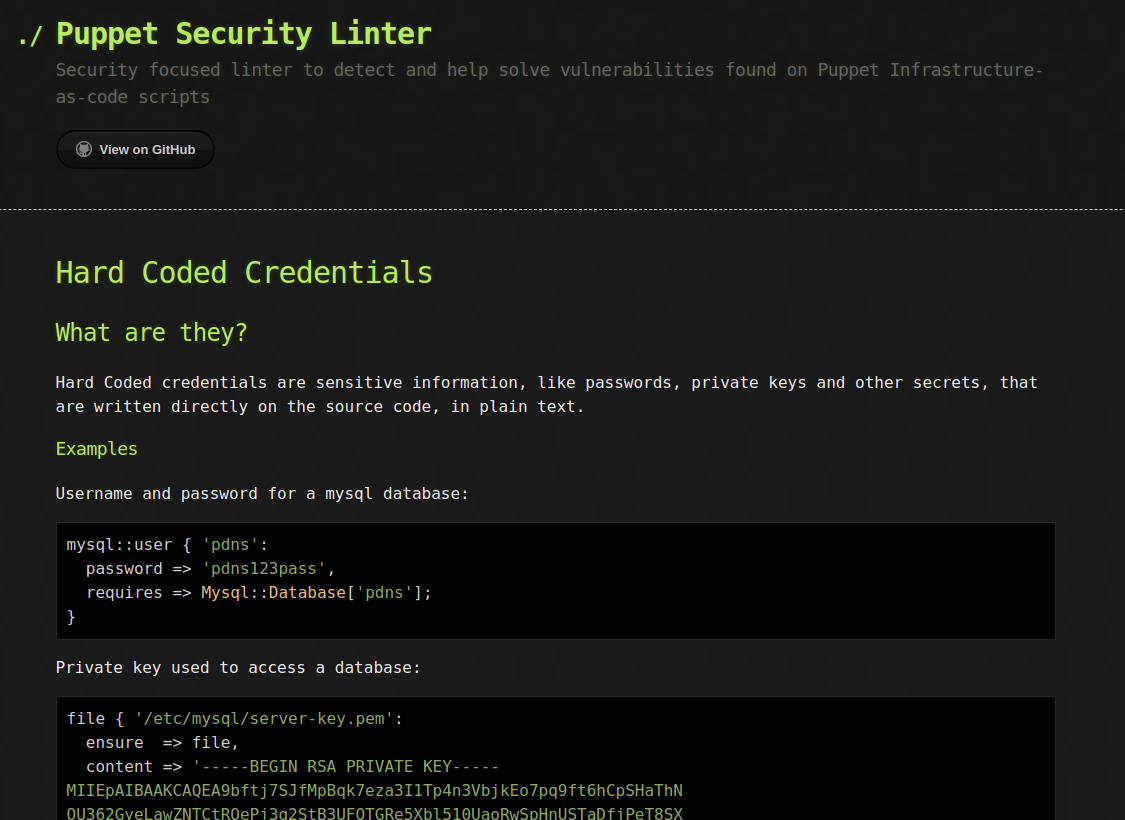 ./ Puppet Security Linter
Security focused linter to detect and help solve vulnerabilities found on Puppet Infrastructure-
as-code scripts
View on GitHub
Hard Coded Credentials
What are they?
Hard Coded credentials are sensitive information, like passwords, private keys and other secrets, that
are written directly on the source code, in plain text.
Examples
Username and password for a mysql database:
mysql::user { 'pdns':
  password => 'pdns123pass',
  requires => Mysql::Database['pdns'];
}
Private key used to access a database:
file { '/etc/mysql/server-key.pem':
  ensure  => file,
  content => '-----BEGIN RSA PRIVATE KEY-----
MIIEpAIBAAKCAQEA9bftj7SJfMpBqk7eza3I1Tp4n3VbjkEo7pq9ft6hCpSHaThN